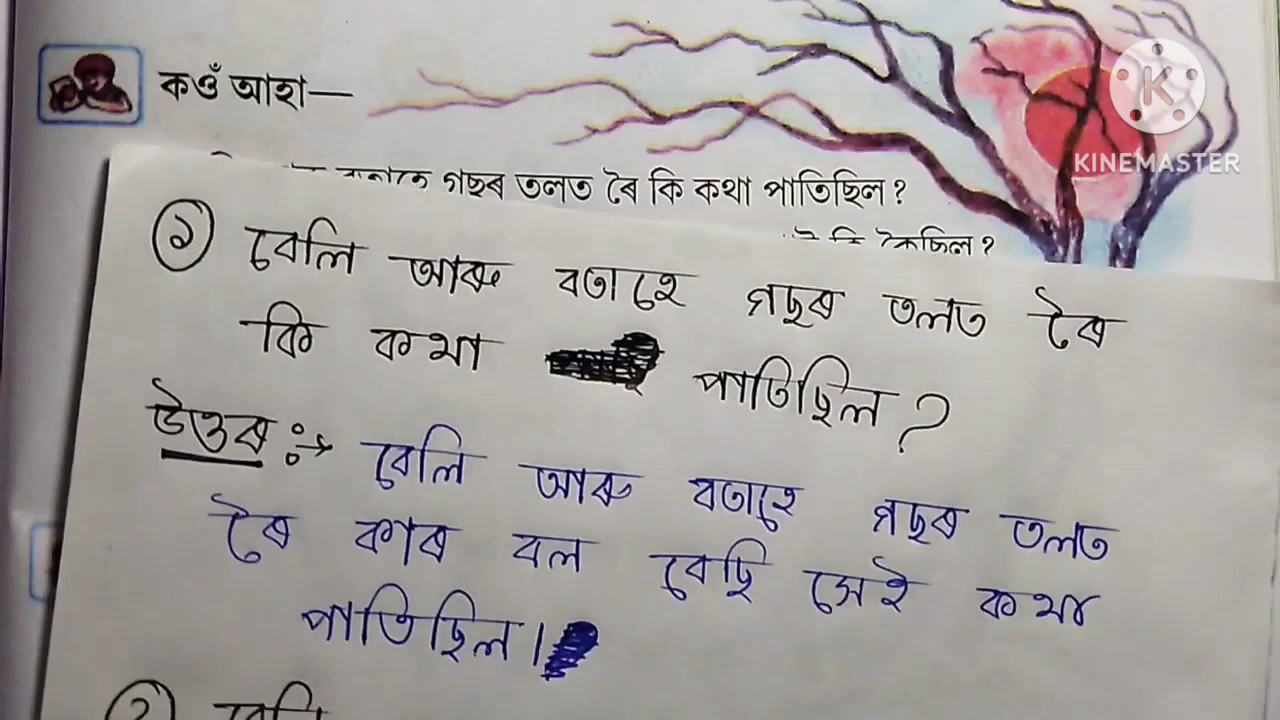 কওঁ আহা—
KINEMASTER
গছৰ তলত ৰৈ কি কথা পাতিছিল?
কি কৈছিল?
১ বেলি আৰু বতাহে গছৰ তলত ৰৈ
কি কথা পাতিছিল?
উত্তৰ :→ বেলি আৰু বতাহে গছৰ তলত
ৰৈ কাৰ বল বেছি সেই কথা
পাতিছিল।
২ বেলি